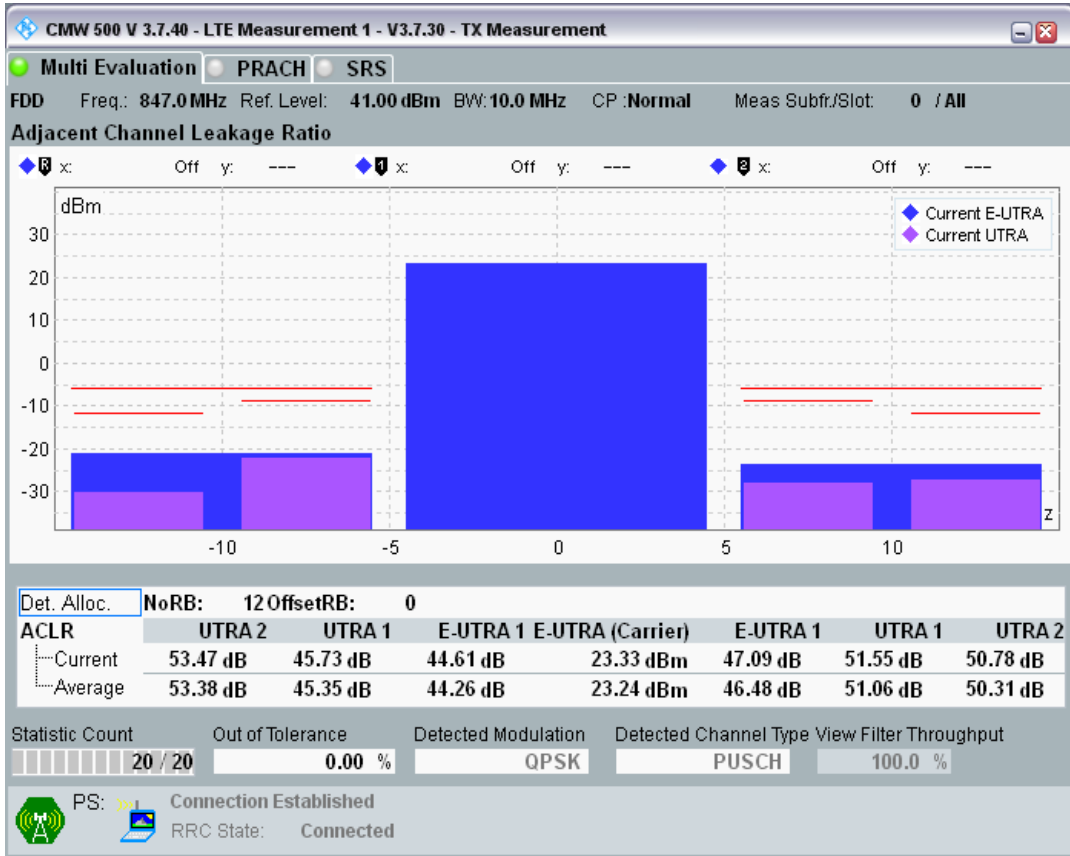 CMW 500 V 3.7.40 - LTE Measurement 1 - V3.7.30 - TX Measurement
Multi Evaluation PRACH SRS
FDD Freq.: 847.0 MHz Ref. Level: 41.00 dBm BW: 10.0 MHz CP :Normal Meas Subfr./Slot: 0 / All
Adjacent Channel Leakage Ratio
R x: Off y: --- 1 x: Off y: --- 2 x: Off y: ---
dBm
Current E-UTRA
Current UTRA
30
20
10
0
-10
-20
-30
z
-10 -5 0 5 10
Det. Alloc. NoRB: 12 OffsetRB: 0
ACLR UTRA 2 UTRA 1 E-UTRA 1 E-UTRA (Carrier) E-UTRA 1 UTRA 1 UTRA 2
Current 53.47 dB 45.73 dB 44.61 dB 23.33 dBm 47.09 dB 51.55 dB 50.78 dB
Average 53.38 dB 45.35 dB 44.26 dB 23.24 dBm 46.48 dB 51.06 dB 50.31 dB
Statistic Count Out of Tolerance Detected Modulation Detected Channel Type View Filter Throughput
20 / 20 0.00 % QPSK PUSCH 100.0 %
PS: Connection Established
RRC State: Connected